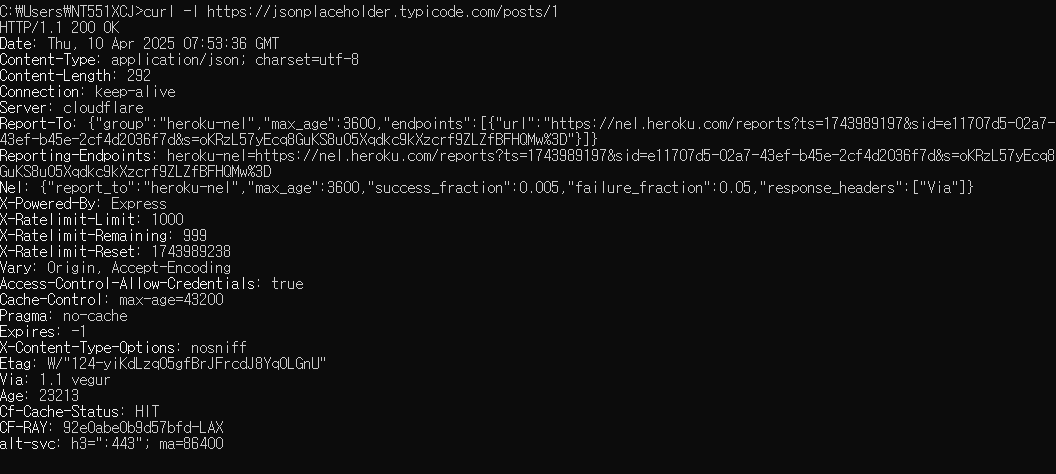 C:₩Users₩NT551XCJ>curl -I https://jsonplaceholder.typicode.com/posts/1
HTTP/1.1 200 OK
Date: Thu, 10 Apr 2025 07:53:36 GMT
Content-Type: application/json; charset=utf-8
Content-Length: 292
Connection: keep-alive
Server: cloudflare
Report-To: {"group":"heroku-nel","max_age":3600,"endpoints":[{"url":"https://nel.heroku.com/reports?ts=1743989197&sid=e11707d5-02a7-
43ef-b45e-2cf4d2036f7d&s=oKRzL57yEcq8GuKS8uO5Xqdkc9kXzcrf9ZLZfBFHQMw%3D"}]}
Reporting-Endpoints: heroku-nel=https://nel.heroku.com/reports?ts=1743989197&sid=e11707d5-02a7-43ef-b45e-2cf4d2036f7d&s=oKRzL57yEcq8
GuKS8uO5Xqdkc9kXzcrf9ZLZfBFHQMw%3D
Nel: {"report_to":"heroku-nel","max_age":3600,"success_fraction":0.005,"failure_fraction":0.05,"response_headers":["Via"]}
X-Powered-By: Express
X-Ratelimit-Limit: 1000
X-Ratelimit-Remaining: 999
X-Ratelimit-Reset: 1743989238
Vary: Origin, Accept-Encoding
Access-Control-Allow-Credentials: true
Cache-Control: max-age=43200
Pragma: no-cache
Expires: -1
X-Content-Type-Options: nosniff
Etag: W/"124-yiKdLzqO5gfBrJFrcdJ8Yq0LGnU"
Via: 1.1 vegur
Age: 23213
Cf-Cache-Status: HIT
CF-RAY: 92e0abe0b9d57bfd-LAX
alt-svc: h3=":443"; ma=86400